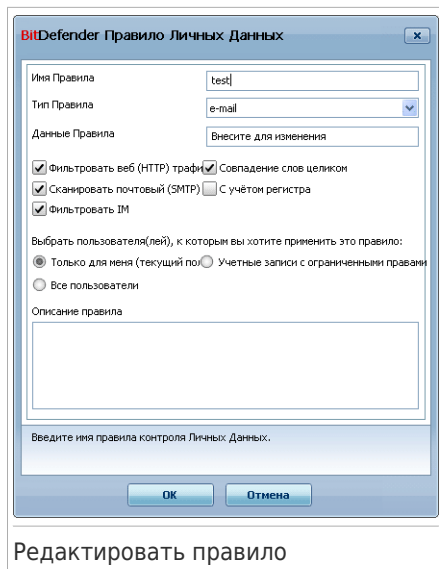 BitDefender Правило Личных Данных
Имя Правила test
Тип Правила e-mail
Данные Правила Внесите для изменения
Фильтровать веб (HTTP) трафи Совпадение слов целиком
Сканировать почтовый (SMTP) С учётом регистра
Фильтровать IM
Выбрать пользователя(лей), к которым вы хотите применить это правило:
Только для меня (текущий пол Учетные записи с ограниченными правами
Все пользователи
Описание правила
Введите имя правила контроля Личных Данных.
OK Отмена
Редактировать правило